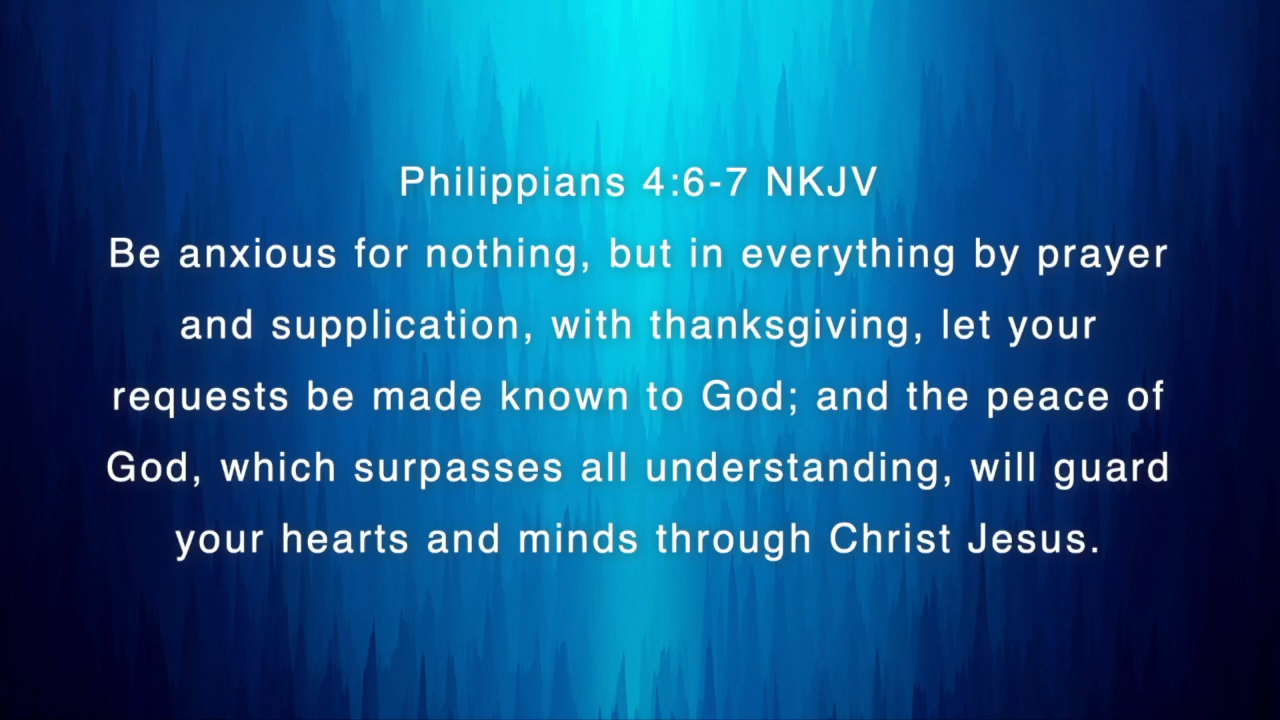 Philippians 4:6-7 NKJV
Be anxious for nothing, but in everything by prayer
and supplication, with thanksgiving, let your
requests be made known to God; and the peace of
God, which surpasses all understanding, will guard
your hearts and minds through Christ Jesus.